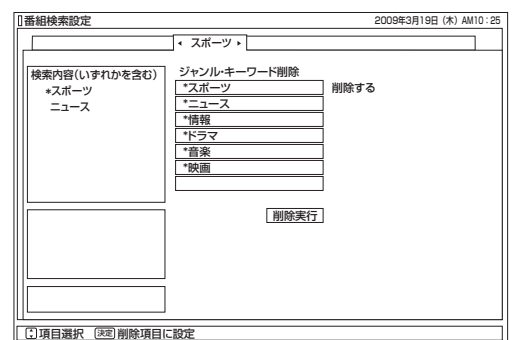 番組検索設定 2009年3月19日 (木) AM10:25
スポーツ
検索内容(いずれかを含む)
*スポーツ
ニュース
ジャンル・キーワード削除
*スポーツ 削除する
*ニュース
*情報
*ドラマ
*音楽
*映画
削除実行
項目選択 決定 削除項目に設定